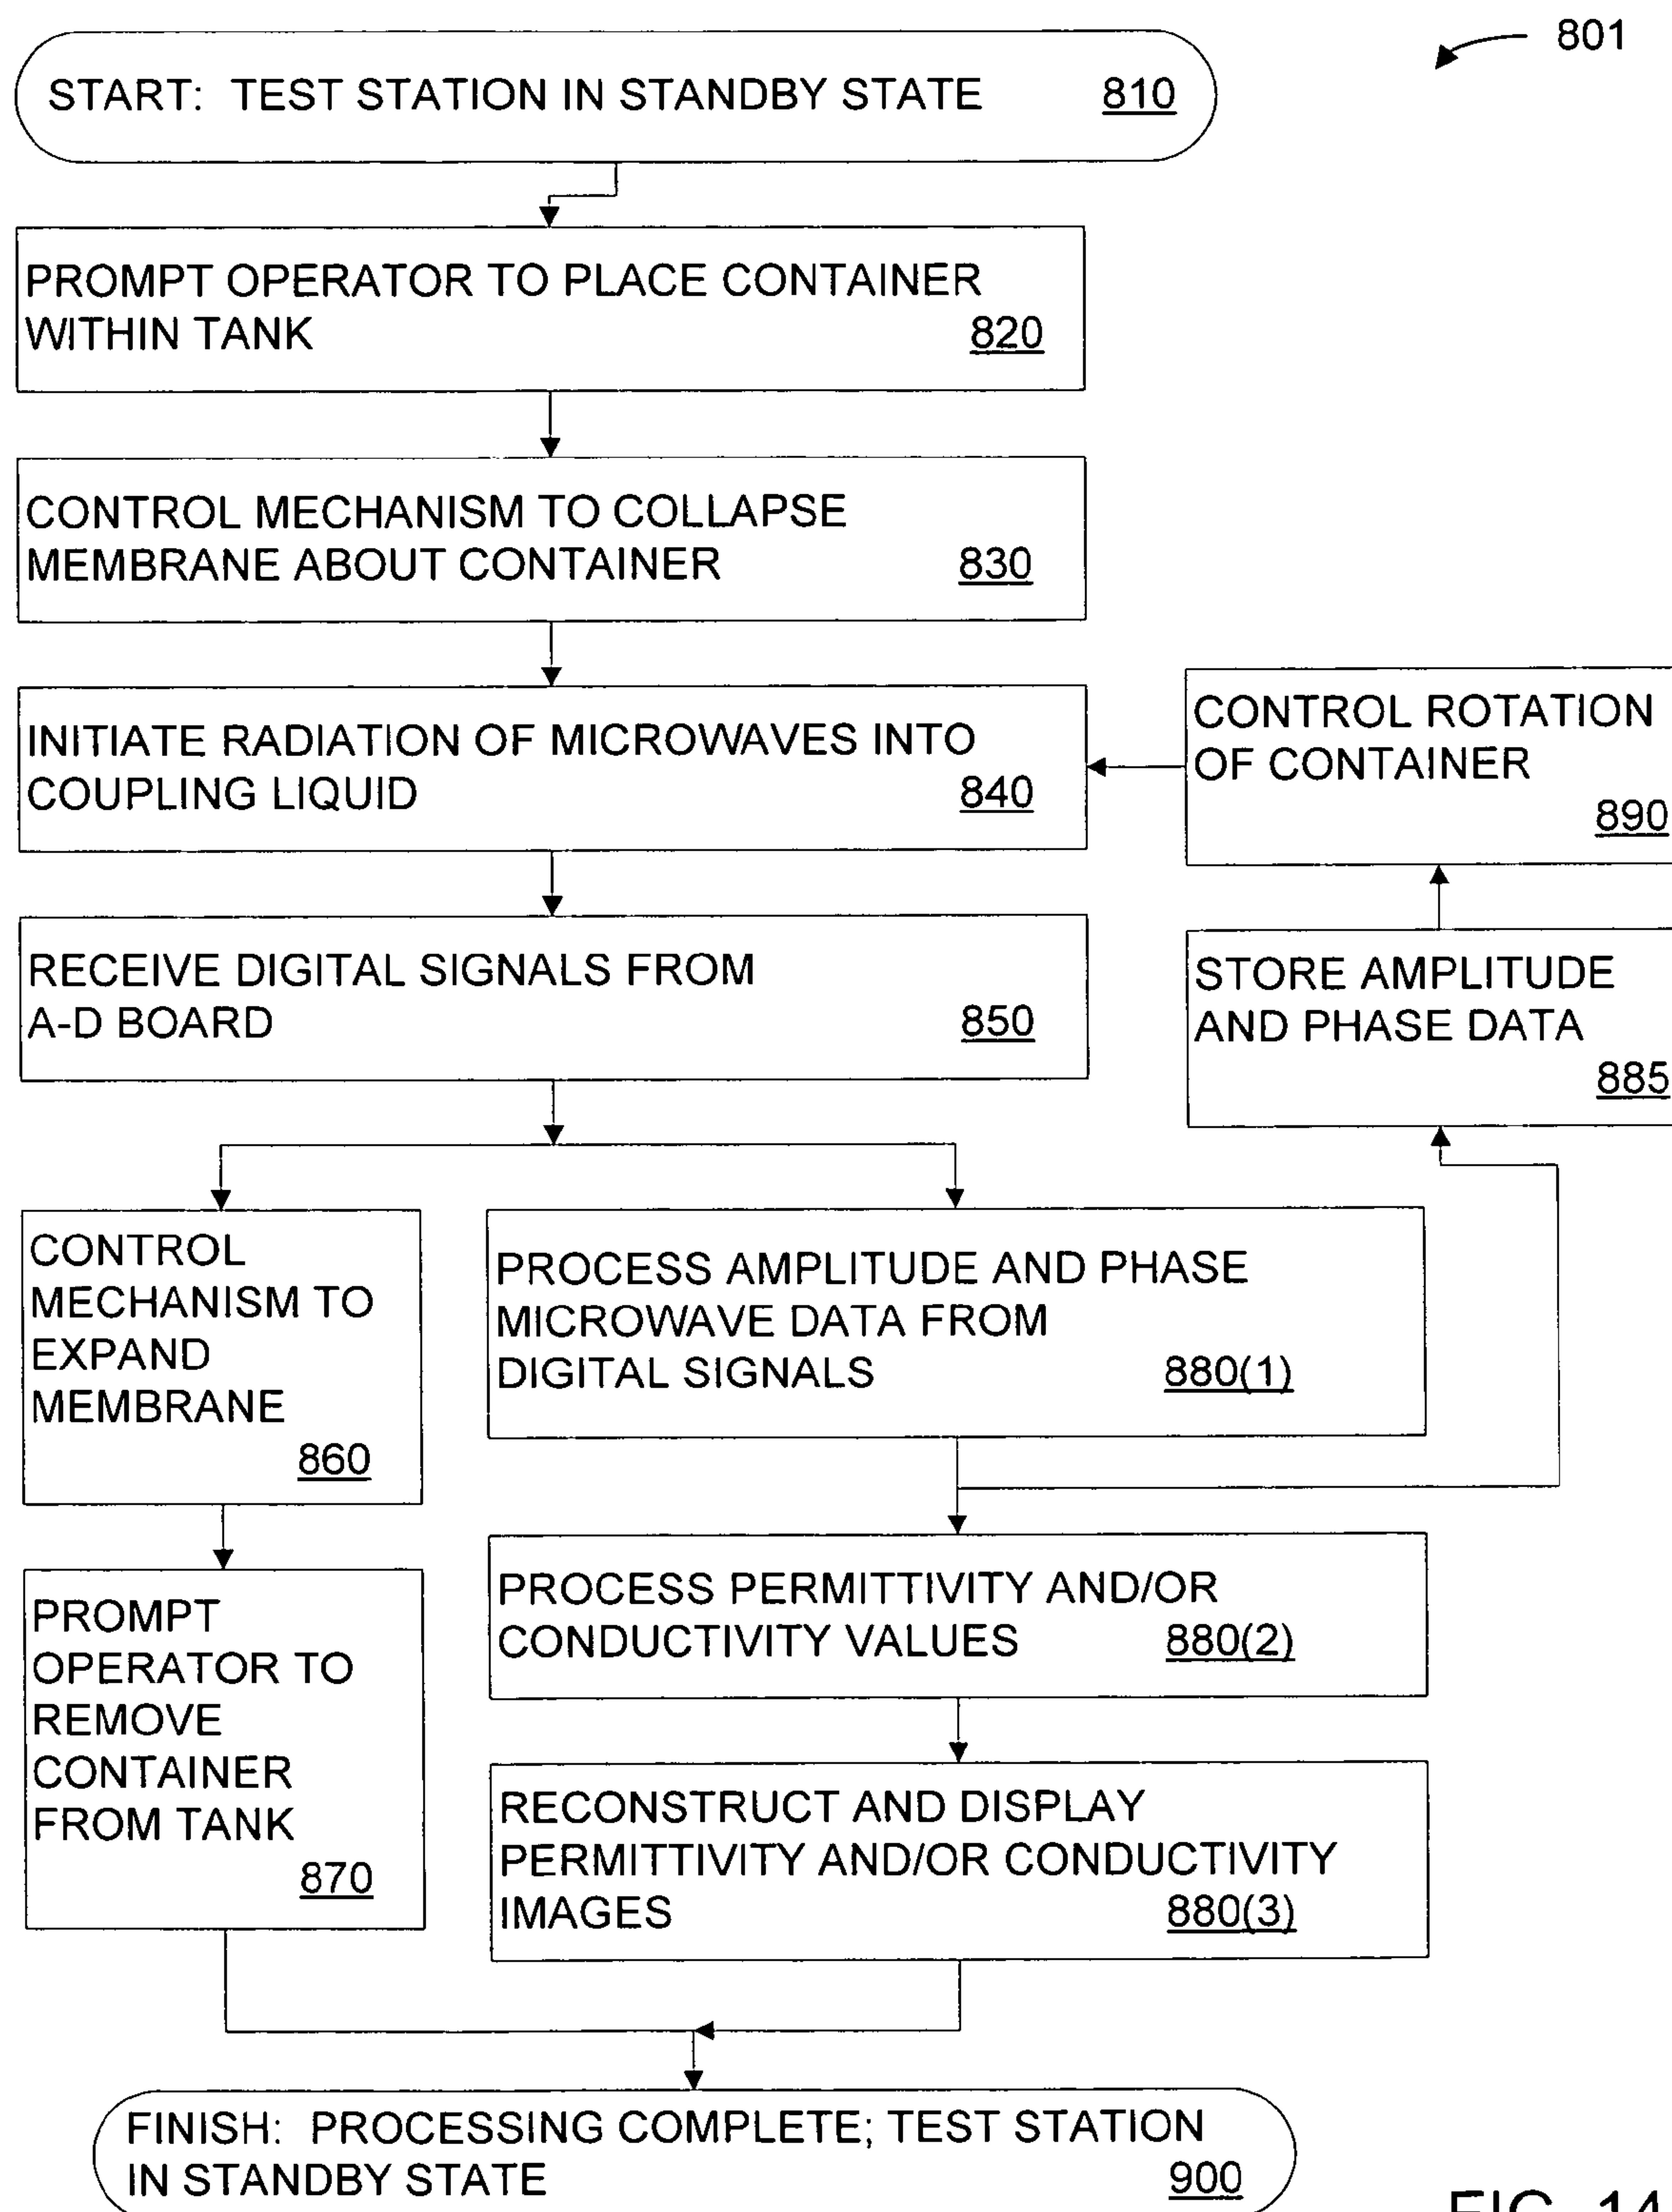 801
START: TEST STATION IN STANDBY STATE 810
PROMPT OPERATOR TO PLACE CONTAINER
WITHIN TANK 820
CONTROL MECHANISM TO COLLAPSE
MEMBRANE ABOUT CONTAINER 830
INITIATE RADIATION OF MICROWAVES INTO
COUPLING LIQUID 840
CONTROL ROTATION
OF CONTAINER
890
RECEIVE DIGITAL SIGNALS FROM
A-D BOARD 850
STORE AMPLITUDE
AND PHASE DATA
885
CONTROL
MECHANISM TO
EXPAND
MEMBRANE
860
PROCESS AMPLITUDE AND PHASE
MICROWAVE DATA FROM
DIGITAL SIGNALS 880(1)
PROMPT
OPERATOR TO
REMOVE
CONTAINER
FROM TANK
870
PROCESS PERMITTIVITY AND/OR
CONDUCTIVITY VALUES 880(2)
RECONSTRUCT AND DISPLAY
PERMITTIVITY AND/OR CONDUCTIVITY
IMAGES 880(3)
FINISH: PROCESSING COMPLETE; TEST STATION
IN STANDBY STATE 900
FIG. 14